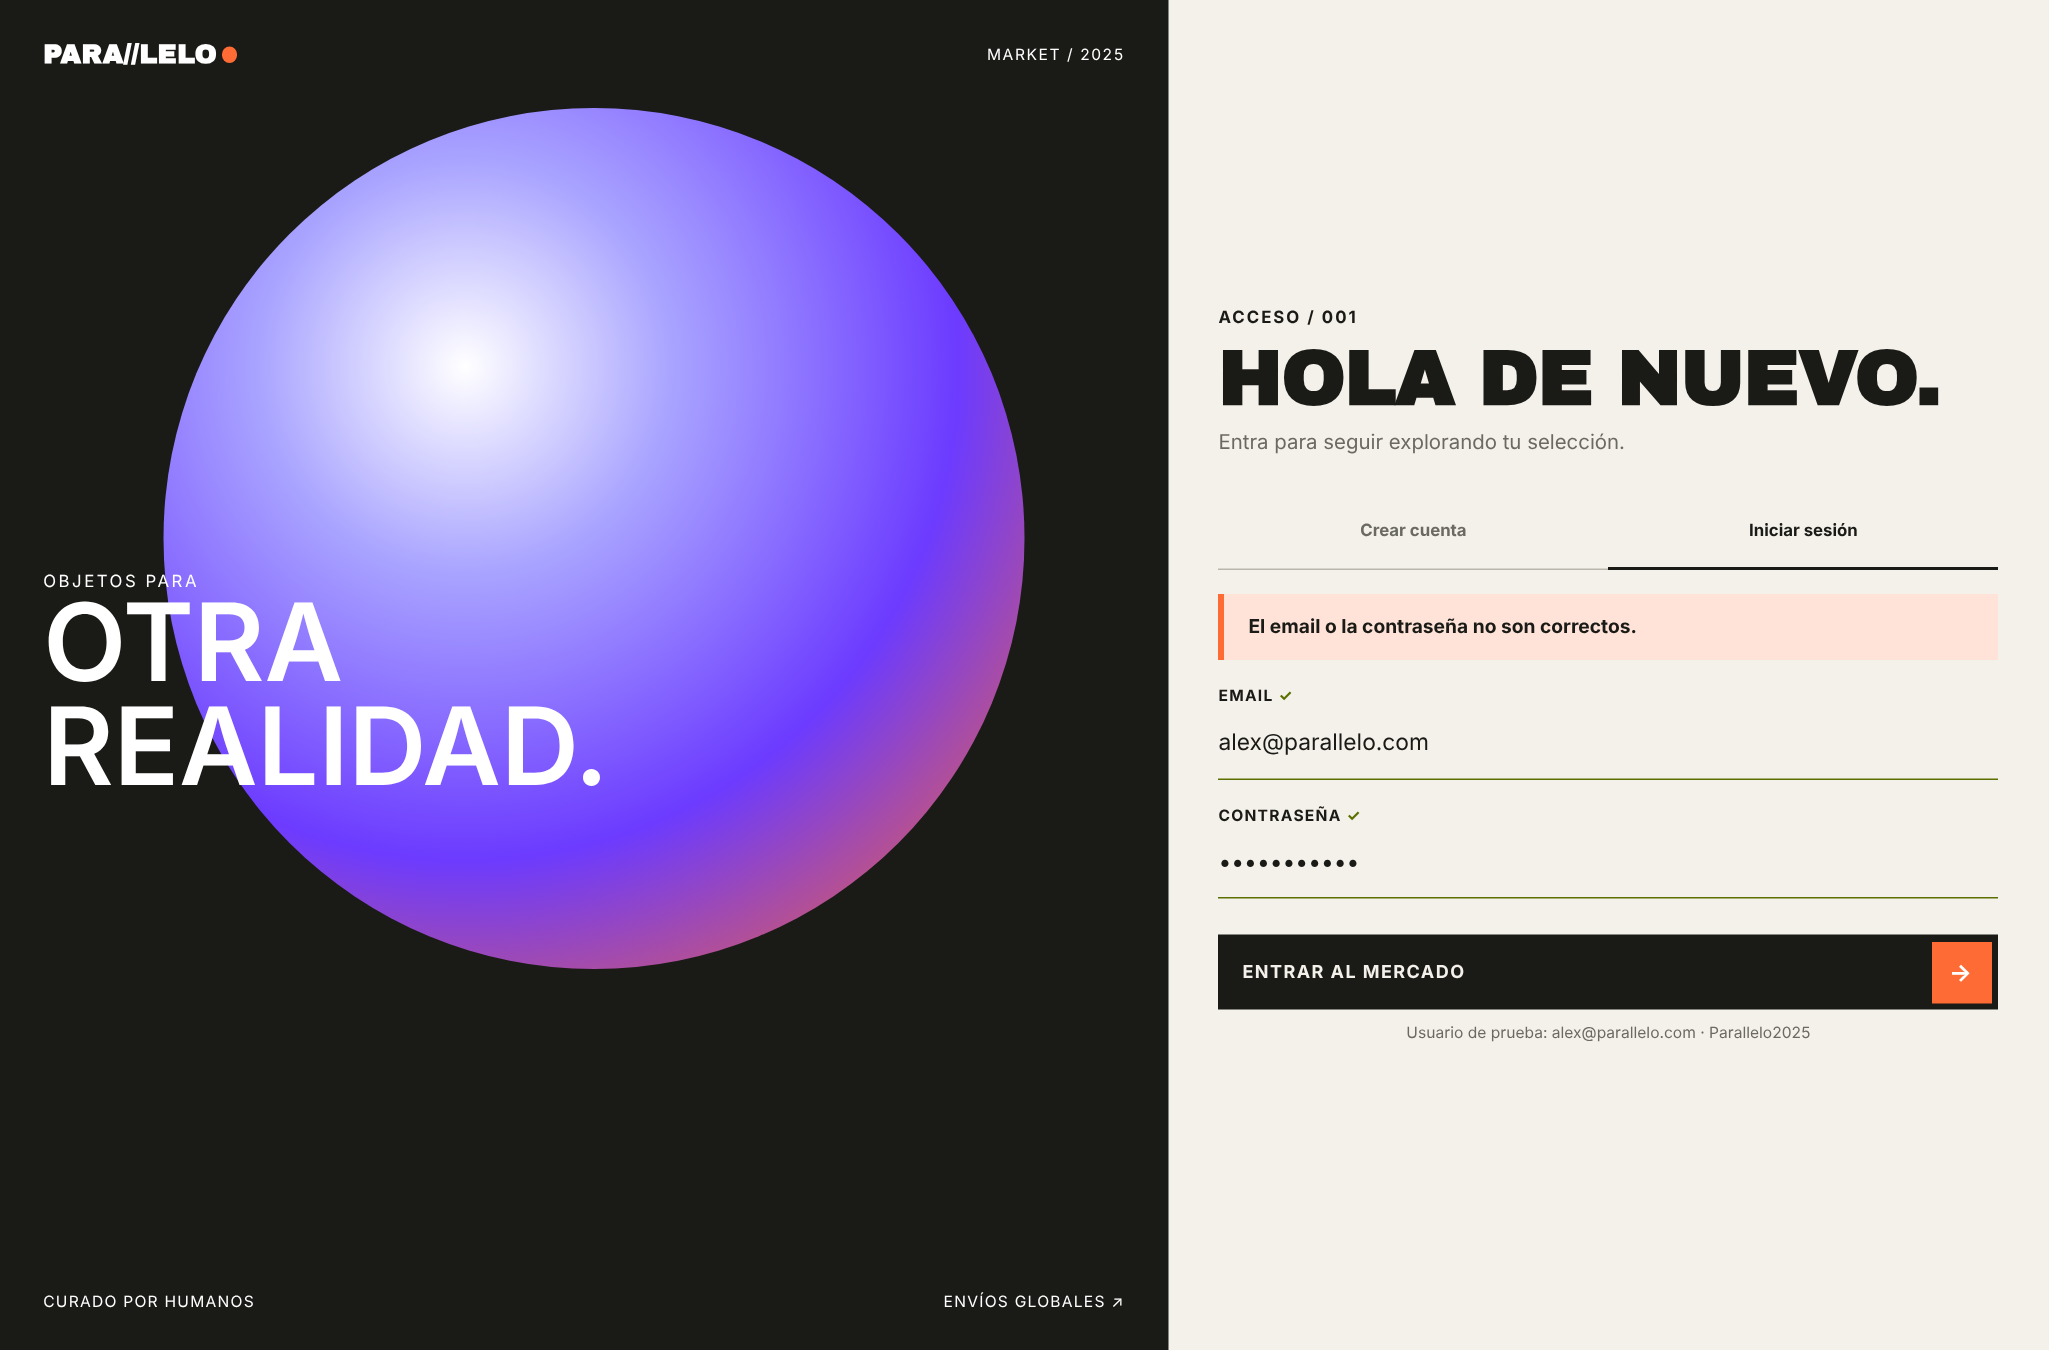 PARA//LELO
MARKET / 2025
OBJETOS PARA
OTRA
REALIDAD.
CURADO POR HUMANOS
ENVÍOS GLOBALES ↗
ACCESO / 001
HOLA DE NUEVO.
Entra para seguir explorando tu selección.
Crear cuenta
Iniciar sesión
El email o la contraseña no son correctos.
EMAIL ✓
alex@parallelo.com
CONTRASEÑA ✓
•••••••••••
ENTRAR AL MERCADO →
Usuario de prueba: alex@parallelo.com · Parallelo2025